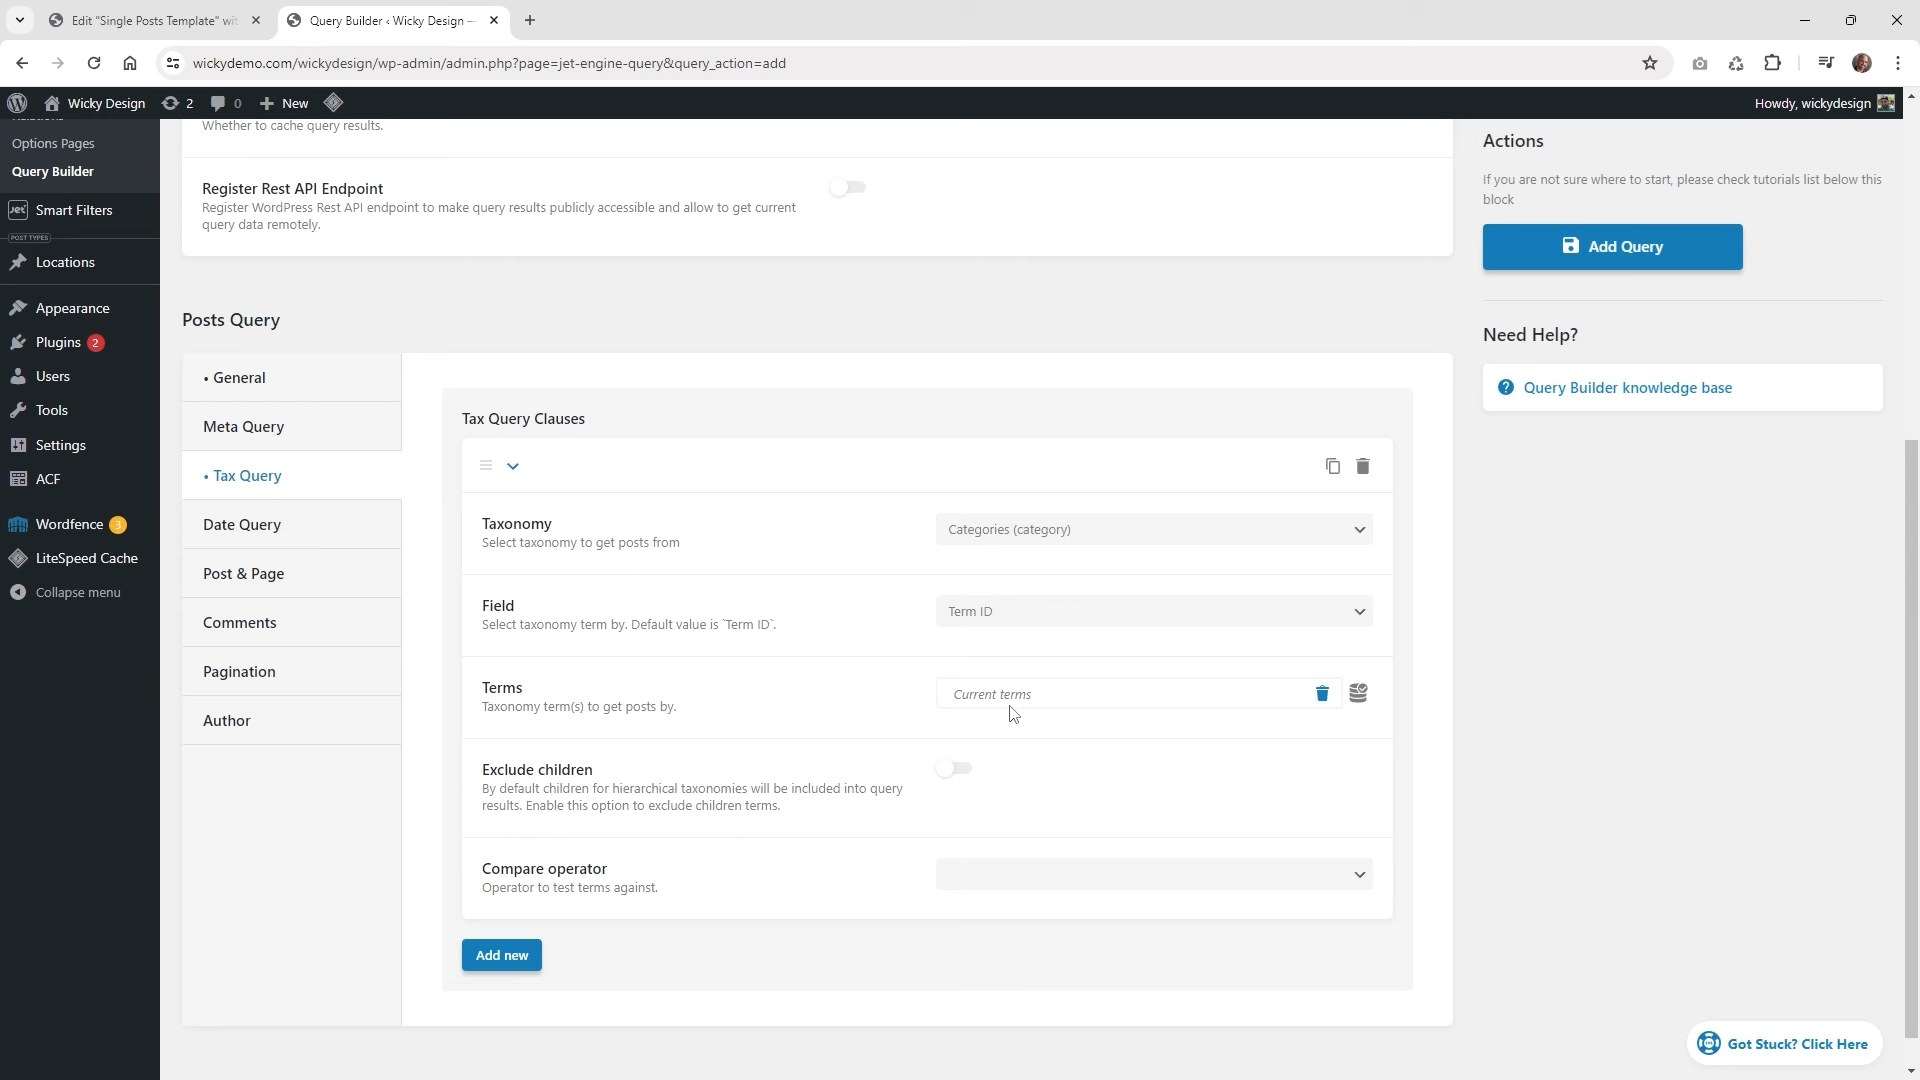 Edit "Single Posts Template" wit
Query Builder ‹ Wicky Design —
wickydemo.com/wickydesign/wp-admin/admin.php?page=jet-engine-query&query_action=add
Wicky Design
2
0
New
Howdy, wickydesign
Options Pages
Query Builder
Jet
Smart Filters
POST TYPES
Locations
Appearance
Plugins 2
Users
Tools
Settings
ACF
Wordfence 3
LiteSpeed Cache
Collapse menu
Whether to cache query results.
Register Rest API Endpoint
Register WordPress Rest API endpoint to make query results publicly accessible and allow to get current
query data remotely.
Posts Query
• General
Meta Query
• Tax Query
Date Query
Post & Page
Comments
Pagination
Author
Tax Query Clauses
Taxonomy
Select taxonomy to get posts from
Categories (category)
Field
Select taxonomy term by. Default value is `Term ID`.
Term ID
Terms
Taxonomy term(s) to get posts by.
Current terms
Exclude children
By default children for hierarchical taxonomies will be included into query
results. Enable this option to exclude children terms.
Compare operator
Operator to test terms against.
Add new
Actions
If you are not sure where to start, please check tutorials list below this
block
Add Query
Need Help?
Query Builder knowledge base
Got Stuck? Click Here